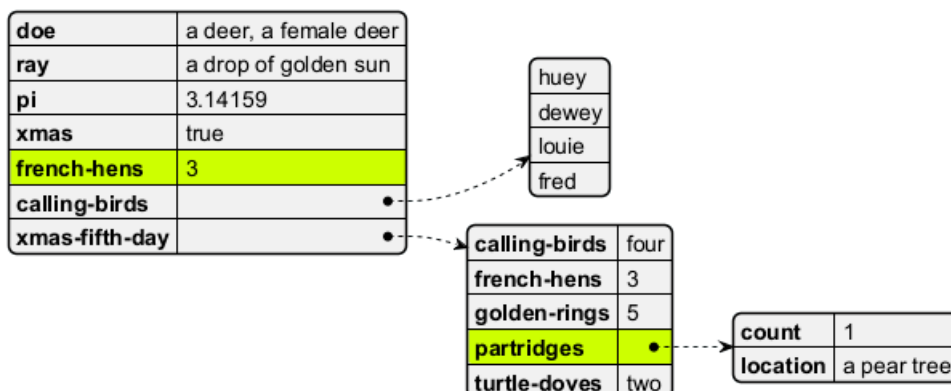 doe a deer, a female deer
ray a drop of golden sun
pi 3.14159
xmas true
french-hens 3
calling-birds
xmas-fifth-day
huey
dewey
louie
fred
calling-birds four
french-hens 3
golden-rings 5
partridges
turtle-doves two
count 1
location a pear tree